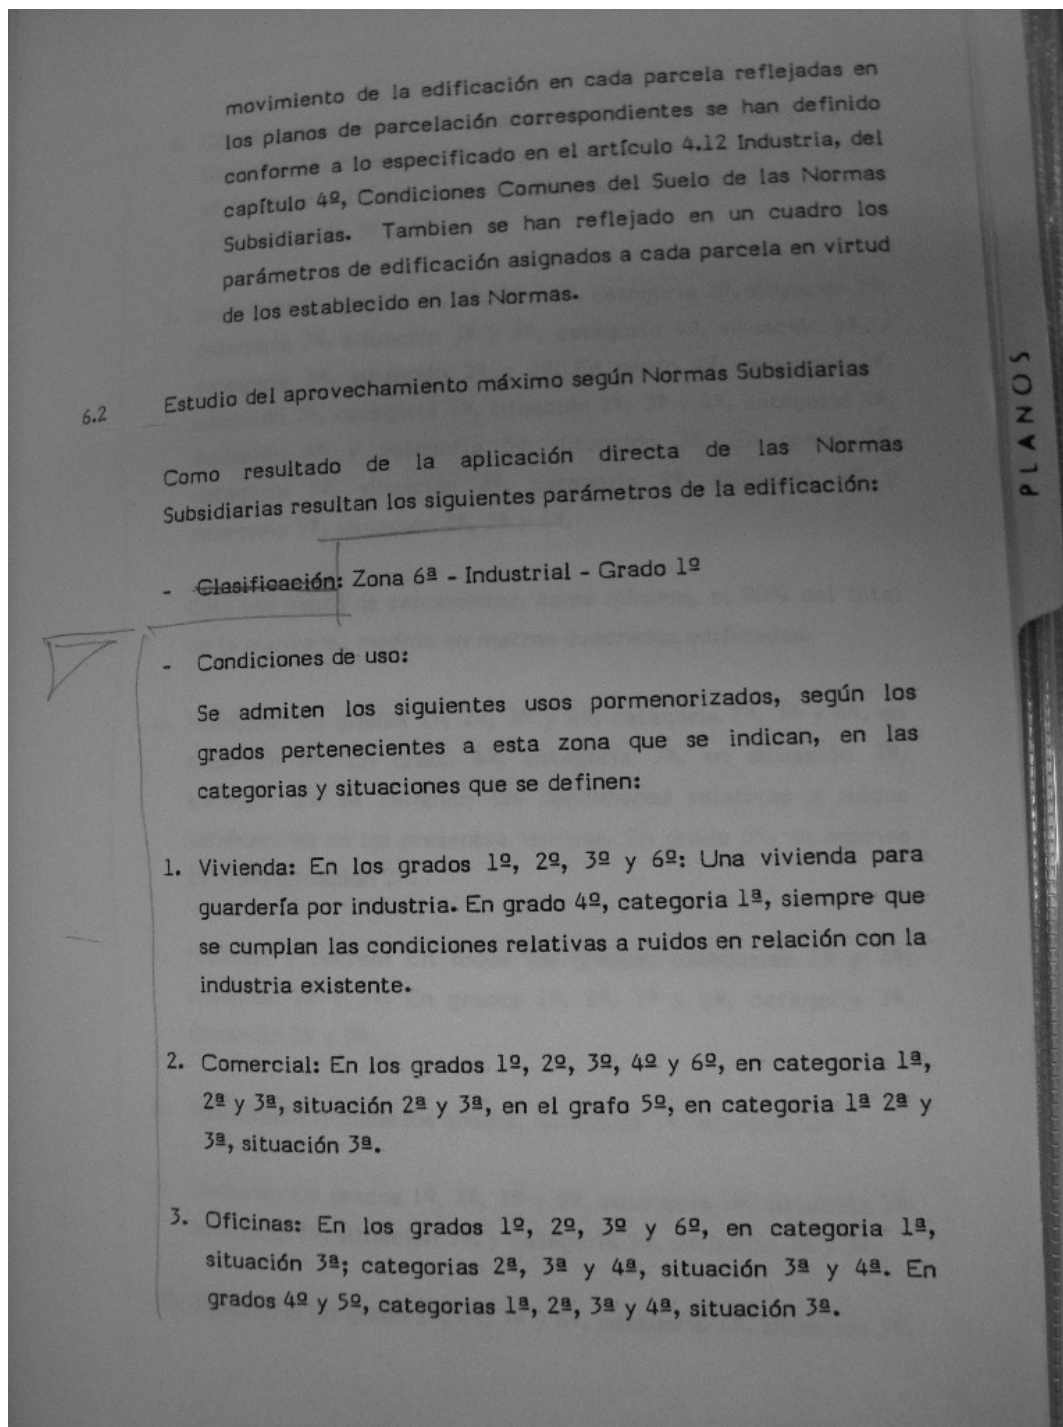 movimiento de la edificación en cada parcela reflejadas en
los planos de parcelación correspondientes se han definido
conforme a lo especificado en el artículo 4.12 Industria, del
capítulo 4º, Condiciones Comunes del Suelo de las Normas
Subsidiarias. Tambien se han reflejado en un cuadro los
parámetros de edificación asignados a cada parcela en virtud
de los establecido en las Normas.
6.2 Estudio del aprovechamiento máximo según Normas Subsidiarias
Como resultado de la aplicación directa de las Normas
Subsidiarias resultan los siguientes parámetros de la edificación:
- Clasificación: Zona 6ª - Industrial - Grado 1º
- Condiciones de uso:
Se admiten los siguientes usos pormenorizados, según los
grados pertenecientes a esta zona que se indican, en las
categorias y situaciones que se definen:
1. Vivienda: En los grados 1º, 2º, 3º y 6º: Una vivienda para
guardería por industria. En grado 4º, categoria 1ª, siempre que
se cumplan las condiciones relativas a ruidos en relación con la
industria existente.
2. Comercial: En los grados 1º, 2º, 3º, 4º y 6º, en categoria 1ª,
2ª y 3ª, situación 2ª y 3ª, en el grafo 5º, en categoria 1ª 2ª y
3ª, situación 3ª.
3. Oficinas: En los grados 1º, 2º, 3º y 6º, en categoria 1ª,
situación 3ª; categorias 2ª, 3ª y 4ª, situación 3ª y 4ª. En
grados 4º y 5º, categorias 1ª, 2ª, 3ª y 4ª, situación 3ª.
PLANOS